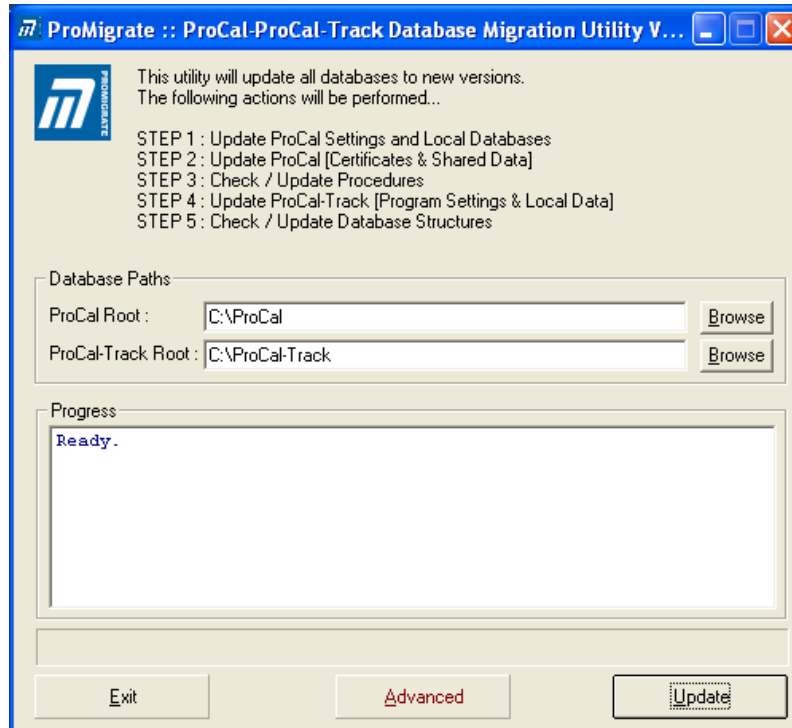 ProMigrate :: ProCal-ProCal-Track Database Migration Utility V...
PROMIGRATE
This utility will update all databases to new versions.
The following actions will be performed...
STEP 1 : Update ProCal Settings and Local Databases
STEP 2 : Update ProCal [Certificates & Shared Data]
STEP 3 : Check / Update Procedures
STEP 4 : Update ProCal-Track [Program Settings & Local Data]
STEP 5 : Check / Update Database Structures
Database Paths
ProCal Root : C:\ProCal Browse
ProCal-Track Root : C:\ProCal-Track Browse
Progress
Ready.
Exit Advanced Update